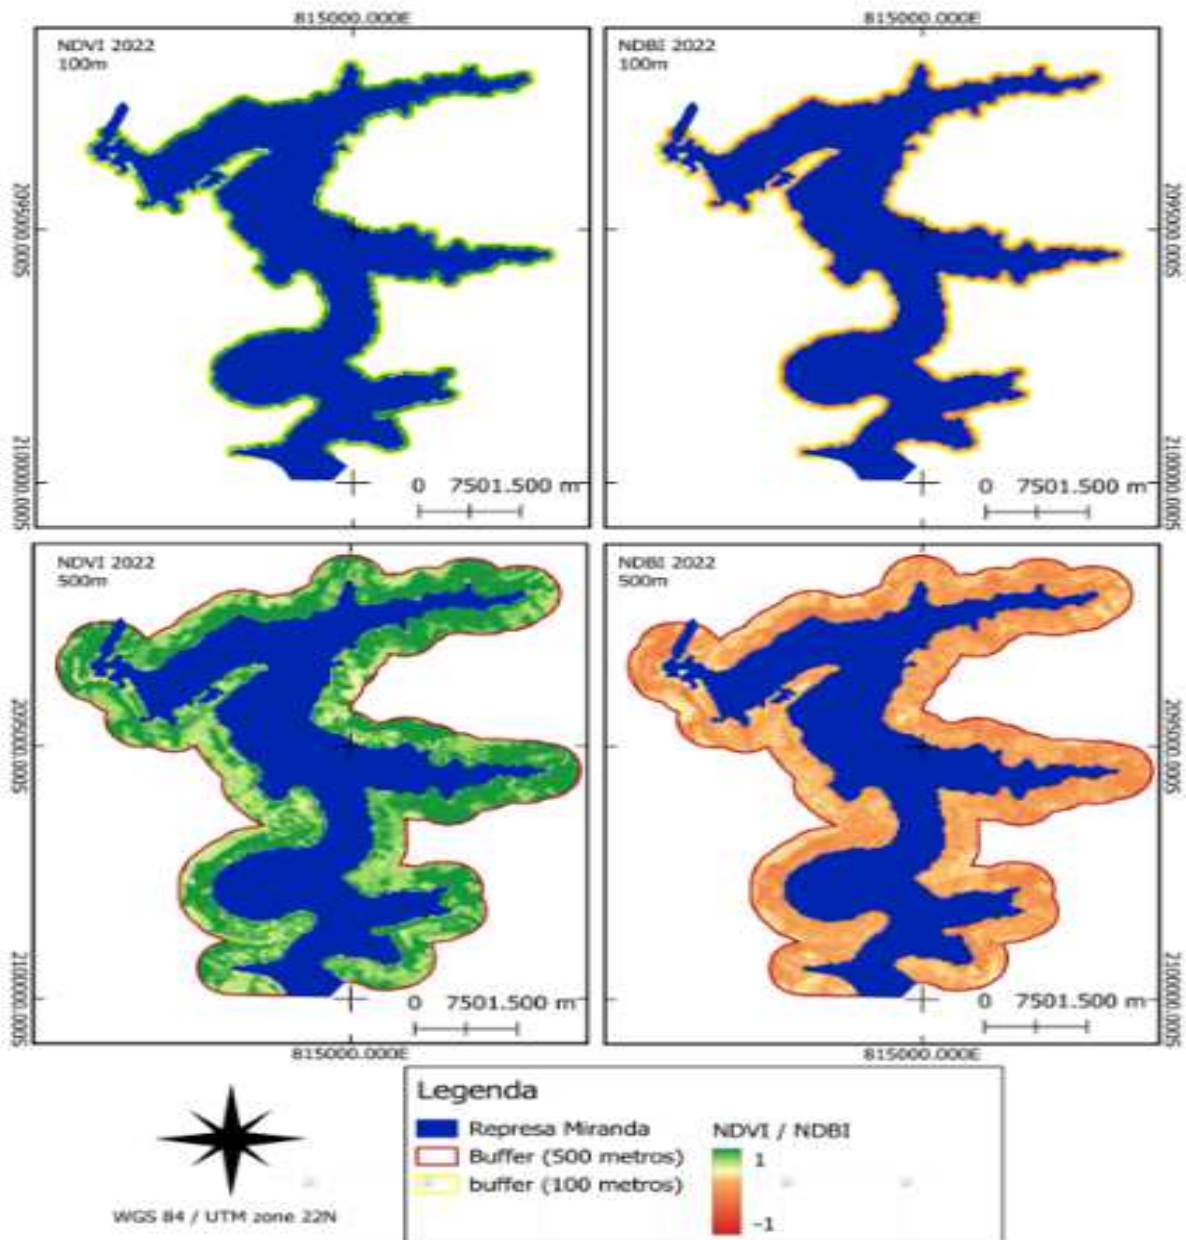 815000.000E
815000.000E
NDVI 2022
100m
NDBI 2022
100m
2095000.000S
2095000.000S
2100000.000S
2100000.000S
0 7501.500 m
0 7501.500 m
NDVI 2022
500m
NDBI 2022
500m
2095000.000S
2095000.000S
2100000.000S
2100000.000S
0 7501.500 m
0 7501.500 m
815000.000E
815000.000E
Legenda
Represa Miranda
Buffer (500 metros)
buffer (100 metros)
NDVI / NDBI
1
-1
WGS 84 / UTM zone 22N